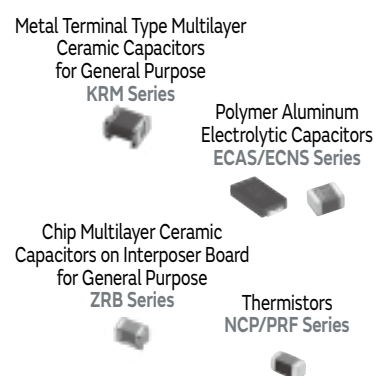 Metal Terminal Type Multilayer
Ceramic Capacitors
for General Purpose
KRM Series
Polymer Aluminum
Electrolytic Capacitors
ECAS/ECNS Series
Chip Multilayer Ceramic
Capacitors on Interposer Board
for General Purpose
ZRB Series
Thermistors
NCP/PRF Series